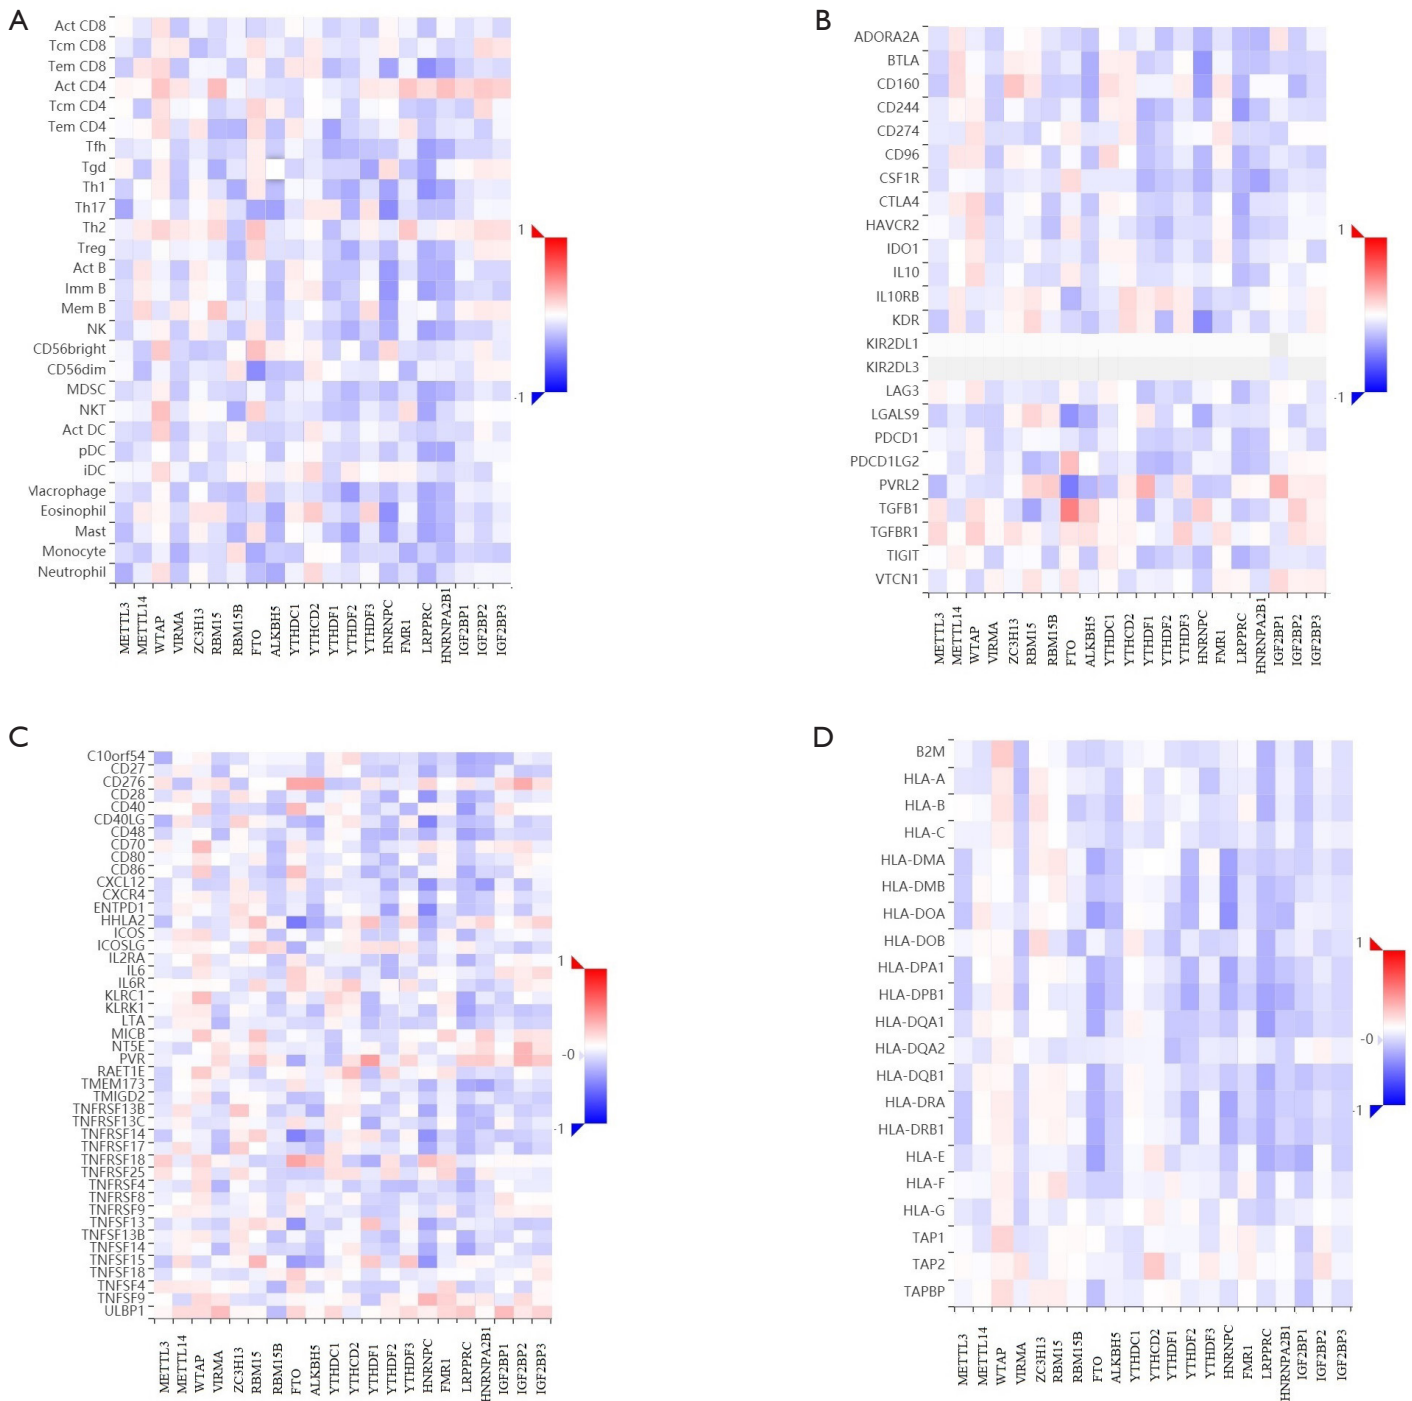 A
Act CD8
Tcm CD8
Tem CD8
Act CD4
Tcm CD4
Tem CD4
Tfh
Tgd
Th1
Th17
Th2
Treg
Act B
Imm B
Mem B
NK
CD56bright
CD56dim
MDSC
NKT
Act DC
pDC
iDC
Macrophage
Eosinophil
Mast
Monocyte
Neutrophil
METTL3
METTL14
WTAP
VIRMA
ZC3H13
RBM15
RBM15B
FTO
ALKBH5
YTHDC1
YTHCD2
YTHDF1
YTHDF2
YTHDF3
HNRNPC
FMR1
LRPPRC
HNRNPA2B1
IGF2BP1
IGF2BP2
IGF2BP3
1
-1
B
ADORA2A
BTLA
CD160
CD244
CD274
CD96
CSF1R
CTLA4
HAVCR2
IDO1
IL10
IL10RB
KDR
KIR2DL1
KIR2DL3
LAG3
LGALS9
PDCD1
PDCD1LG2
PVRL2
TGFB1
TGFBR1
TIGIT
VTCN1
METTL3
METTL14
WTAP
VIRMA
ZC3H13
RBM15
RBM15B
FTO
ALKBH5
YTHDC1
YTHCD2
YTHDF1
YTHDF2
YTHDF3
HNRNPC
FMR1
LRPPRC
HNRNPA2B1
IGF2BP1
IGF2BP2
IGF2BP3
1
-1
C
C10orf54
CD27
CD276
CD28
CD40
CD40LG
CD48
CD70
CD80
CD86
CXCL12
CXCR4
ENTPD1
HHLA2
ICOS
ICOSLG
IL2RA
IL6
IL6R
KLRC1
KLRK1
LTA
MICB
NT5E
PVR
RAET1E
TMEM173
TMIGD2
TNFRSF13B
TNFRSF13C
TNFRSF14
TNFRSF17
TNFRSF18
TNFRSF25
TNFRSF4
TNFRSF8
TNFRSF9
TNFSF13
TNFSF13B
TNFSF14
TNFSF15
TNFSF18
TNFSF4
TNFSF9
ULBP1
METTL3
METTL14
WTAP
VIRMA
ZC3H13
RBM15
RBM15B
FTO
ALKBH5
YTHDC1
YTHCD2
YTHDF1
YTHDF2
YTHDF3
HNRNPC
FMR1
LRPPRC
HNRNPA2B1
IGF2BP1
IGF2BP2
IGF2BP3
1
-0
-1
D
B2M
HLA-A
HLA-B
HLA-C
HLA-DMA
HLA-DMB
HLA-DOA
HLA-DOB
HLA-DPA1
HLA-DPB1
HLA-DQA1
HLA-DQA2
HLA-DQB1
HLA-DRA
HLA-DRB1
HLA-E
HLA-F
HLA-G
TAP1
TAP2
TAPBP
METTL3
METTL14
WTAP
VIRMA
ZC3H13
RBM15
RBM15B
FTO
ALKBH5
YTHDC1
YTHCD2
YTHDF1
YTHDF2
YTHDF3
HNRNPC
FMR1
LRPPRC
HNRNPA2B1
IGF2BP1
IGF2BP2
IGF2BP3
1
-0
-1